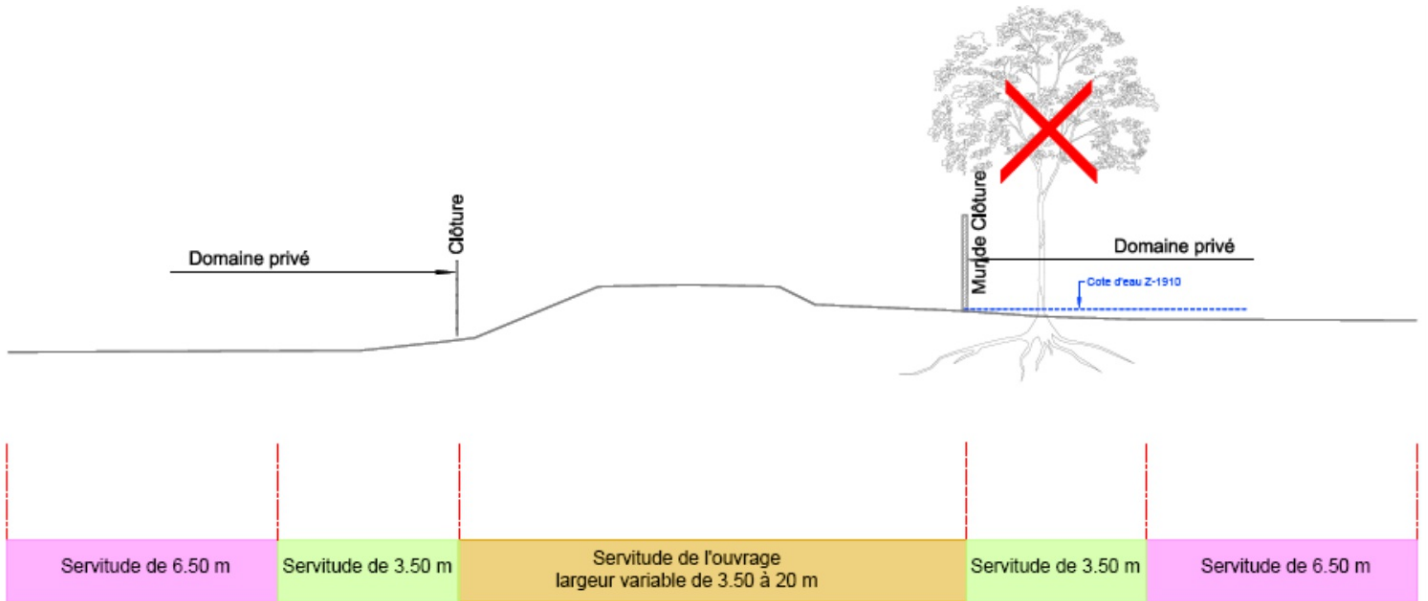 Clôture
Mur de Clôture
Domaine privé
Domaine privé
Cote d'eau Z-1910
Servitude de 6.50 m
Servitude de 3.50 m
Servitude de l'ouvrage
largeur variable de 3.50 à 20 m
Servitude de 3.50 m
Servitude de 6.50 m